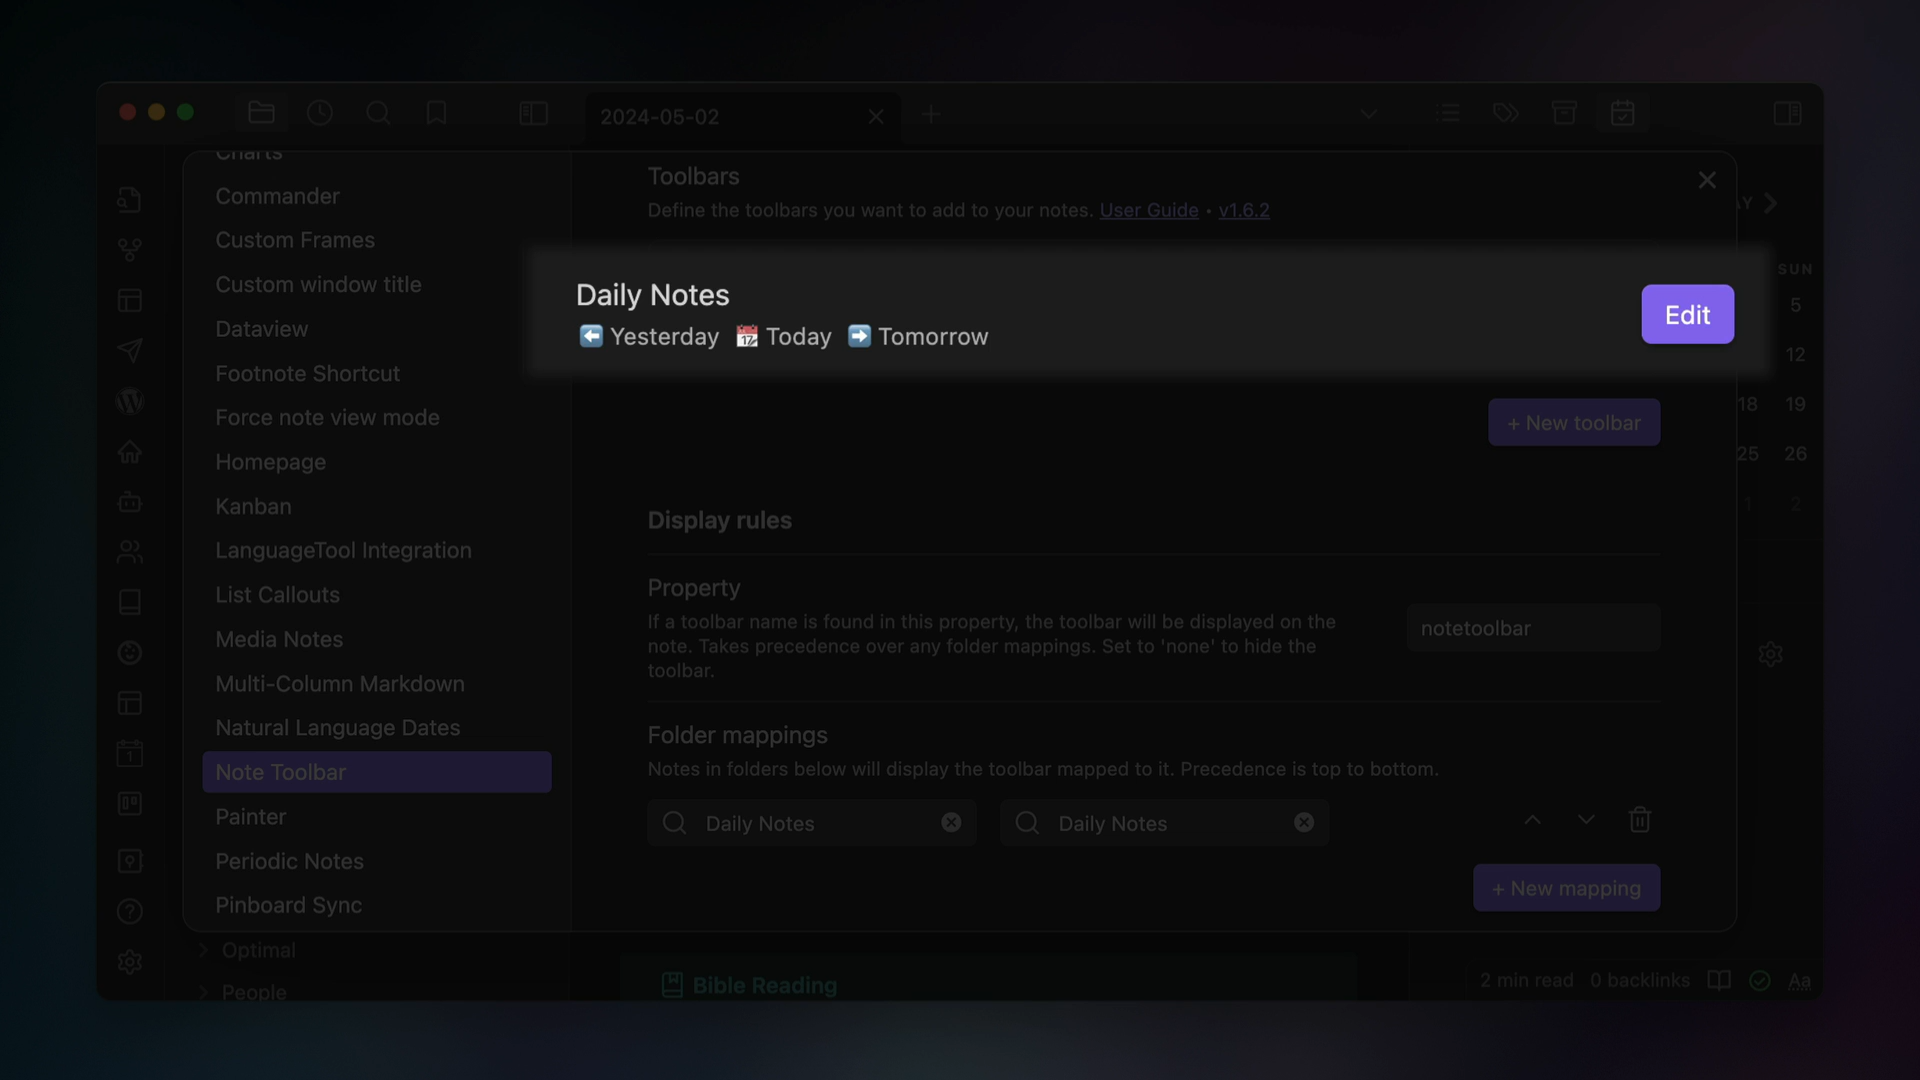 2024-05-02
Charts
Commander
Custom Frames
Custom window title
Dataview
Footnote Shortcut
Force note view mode
Homepage
Kanban
LanguageTool Integration
List Callouts
Media Notes
Multi-Column Markdown
Natural Language Dates
Note Toolbar
Painter
Periodic Notes
Pinboard Sync
Optimal
People
Toolbars
Define the toolbars you want to add to your notes. User Guide • v1.6.2
Daily Notes
⬅️ Yesterday 📆 Today ➡️ Tomorrow
Edit
+ New toolbar
Display rules
Property
If a toolbar name is found in this property, the toolbar will be displayed on the
note. Takes precedence over any folder mappings. Set to 'none' to hide the
toolbar.
notetoolbar
Folder mappings
Notes in folders below will display the toolbar mapped to it. Precedence is top to bottom.
Daily Notes
Daily Notes
+ New mapping
Bible Reading
SUN
5
12
18 19
25 26
1 2
2 min read 0 backlinks Aa